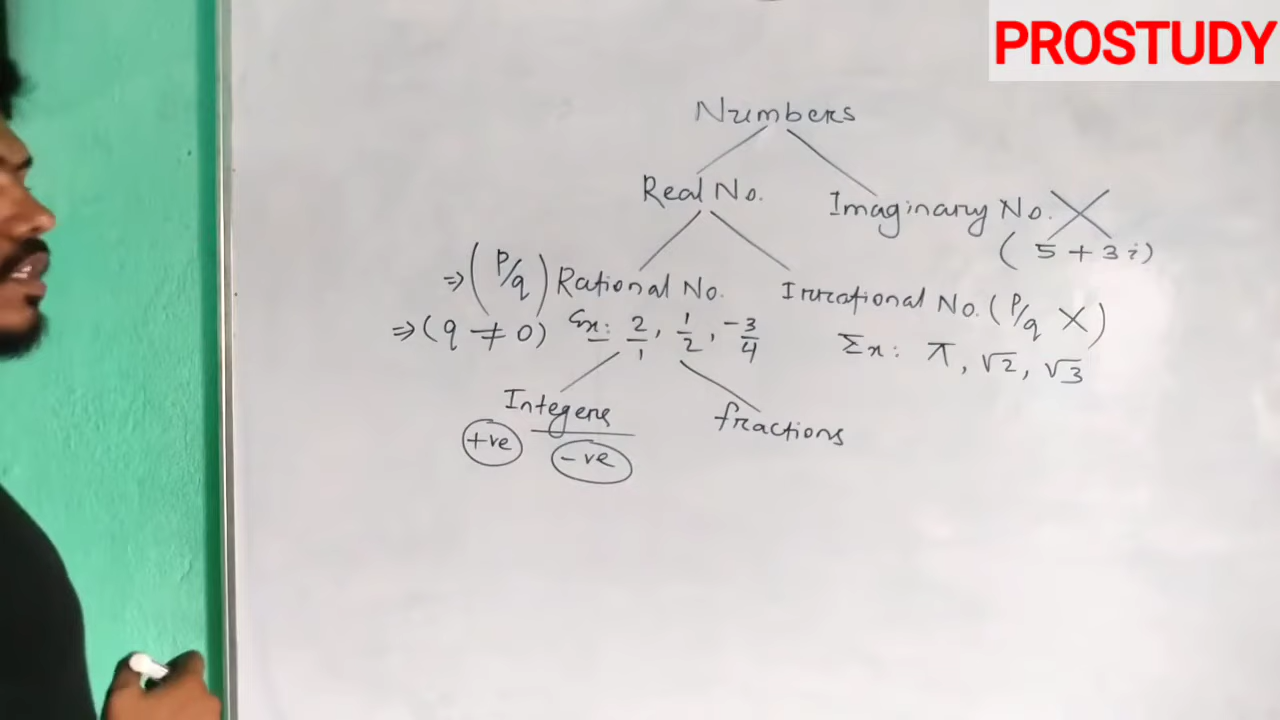 PROSTUDY
Numbers
Real No.
Imaginary No. X
(5+3i)
⇒ (P/q) Rational No.
Irrational No. (P/q X)
⇒ (q ≠ 0) Ex: 2/1, 1/2, -3/4
Ex: π, √2, √3
Integers
fractions
+ve -ve